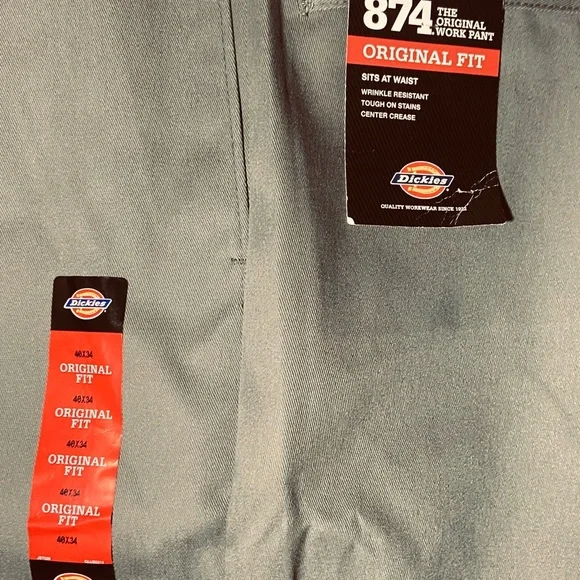 874 THE
ORIGINAL
WORK PANT
ORIGINAL FIT
SITS AT WAIST
WRINKLE RESISTANT
TOUGH ON STAINS
CENTER CREASE
Dickies
QUALITY WORKWEAR SINCE 1922
Dickies
40X34
ORIGINAL
FIT
40X34
ORIGINAL
FIT
40X34
ORIGINAL
FIT
40X34
ORIGINAL
FIT
40X34